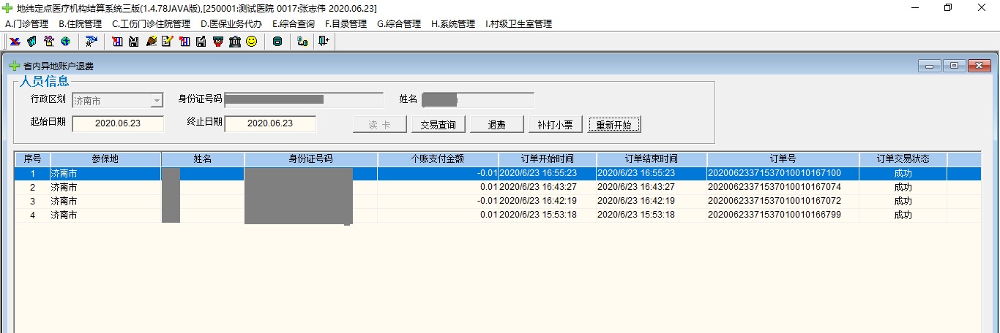 地纬定点医疗机构结算系统三版(1.4.78JAVA版),[250001:测试医院 0017:张志伟 2020.06.23]
A.门诊管理 B.住院管理 C.工伤门诊住院管理 D.医保业务代办 E.综合查询 F.目录管理 G.综合管理 H.系统管理 I.村级卫生室管理
省内异地账户退费
人员信息
行政区划 济南市 身份证号码 姓名
起始日期 2020.06.23 终止日期 2020.06.23 读 卡 交易查询 退费 补打小票 重新开始
序号 参保地 姓名 身份证号码 个账支付金额 订单开始时间 订单结束时间 订单号 订单交易状态
1 济南市 -0.01 2020/6/23 16:55:23 2020/6/23 16:55:23 20200623371537010010167100 成功
2 济南市 0.01 2020/6/23 16:43:27 2020/6/23 16:43:27 20200623371537010010167074 成功
3 济南市 -0.01 2020/6/23 16:42:19 2020/6/23 16:42:19 20200623371537010010167072 成功
4 济南市 0.01 2020/6/23 15:53:18 2020/6/23 15:53:18 20200623371537010010166799 成功